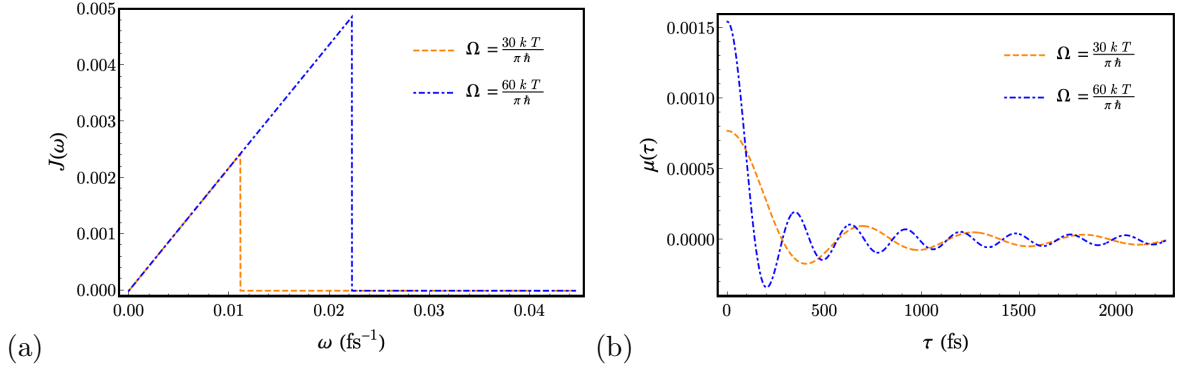 0.005
0.004
0.003
0.002
0.001
0.000
J(ω)
0.00 0.01 0.02 0.03 0.04
ω (fs⁻¹)
Ω = 30 k T / π ħ
Ω = 60 k T / π ħ
(a)
0.0015
0.0010
0.0005
0.0000
μ(τ)
0 500 1000 1500 2000
τ (fs)
Ω = 30 k T / π ħ
Ω = 60 k T / π ħ
(b)